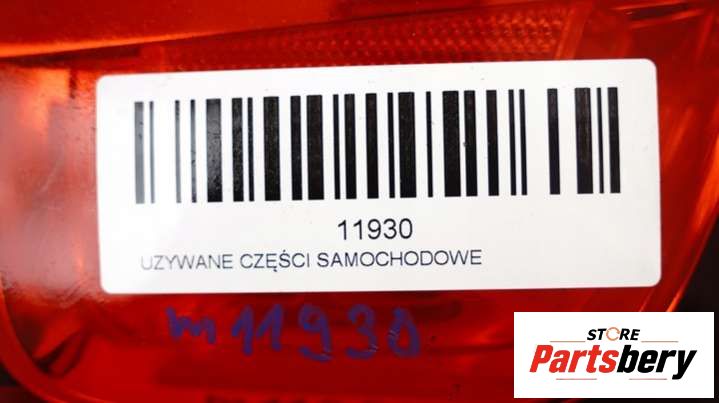 11930
UZYWANE CZĘŚCI SAMOCHODOWE
m11930
STORE
Partsbery